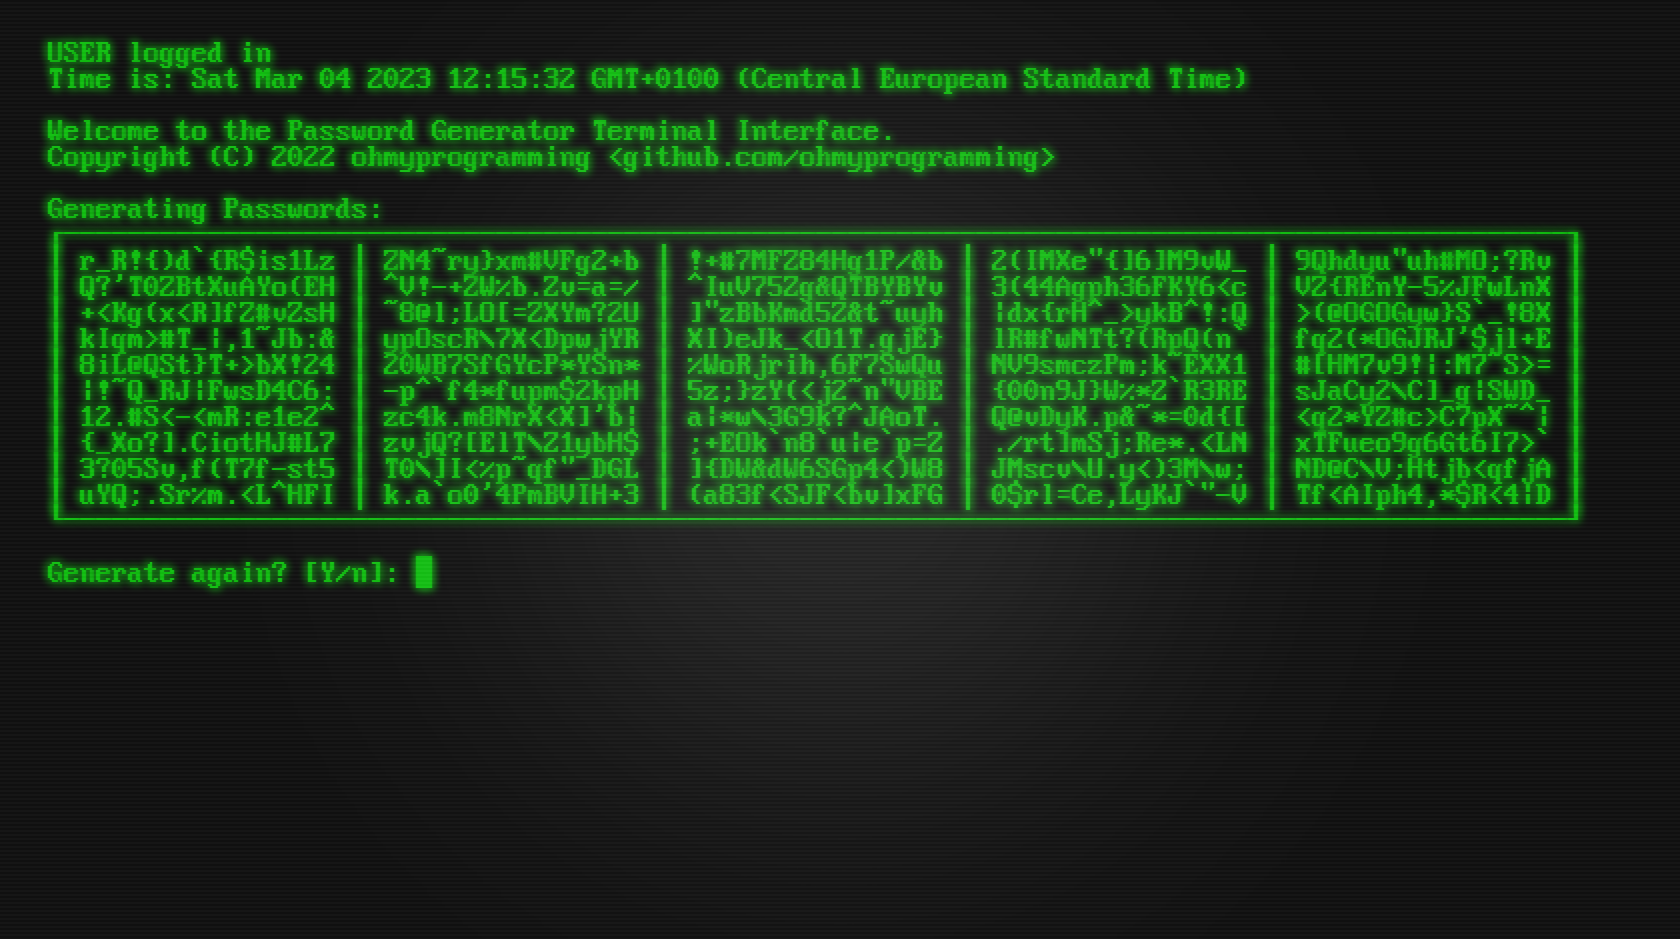 USER logged in
Time is: Sat Mar 04 2023 12:15:32 GMT+0100 (Central European Standard Time)
Welcome to the Password Generator Terminal Interface.
Copyright (C) 2022 ohmyprogramming <github.com/ohmyprogramming>
Generating Passwords:
r_R!{)d`{R$is1Lz ZN4~ry}xm#VFg2+b !+#7MFZ84Hq1P/&b 2(IMXe"{]6]M9vW_ 9Qhdyu"uh#MO;?Rv
Q?'T0ZBtXuAYo(EH ^V!-+ZW%b.Zv=a=/ ^IuV75Zg&QTBYBYv 3(44Agph36FKY6<c VZ{REnY-5%JFwLnX
+<Kg(x<R]fZ#vZsH ~8@l;LO[=ZXYm?2U ]"zBbKmd5Z&t~uyh |dx{rH^_>ykB^!:Q >(@OGOGyw}S`_!8X
kIqm>#T_|,1~Jb:& ypOscR\7X<DpwjYR XI)eJk_<O1T.gjE} lR#fwNTt?(RpQ(n` fq2(*OGJRJ'$jl+E
8iL@QSt}T+>bX!24 20WB7SfGYcP*YSn* %WoRjrih,6F7SwQu NV9smczPm;k~EXX1 #[HM7v9!|:M7~S>=
|!~Q_RJ|FwsD4C6: -p^`f4*fupm$2kpH 5z;}zY(<j2~n"VBE {00n9J}W%*Z`R3RE sJaCy2\C]_g|SWD_
12.#S<-<mR:e1e2^ zc4k.m8NrX<X]'b| a|*w\3G9k?^JAoT. Q@vDyK.p&~*=0d{[ <q2*YZ#c>C7pX~^|
{_Xo?].CiotHJ#L7 zvjQ?[ElT\Z1ybH$ ;+EOk`n8`u|e`p=Z ./rt]mSj;Re*.<LN xTFueo9g6Gt6I7>`
3?05Sv,f(T7f-st5 T0\]I<%p~qf"_DGL ]{DW&dW6SGp4<)W8 JMscv\U.y<)3M\w; ND@C\V;Htjb<qfjA
uYQ;.Sr%m.<L^HFI k.a`o0'4PmBVIH+3 (a83f<SJF<bv]xFG 0$rl=Ce,LyKJ`"-V Tf<AIph4,*$R<4|D
Generate again? [Y/n]: